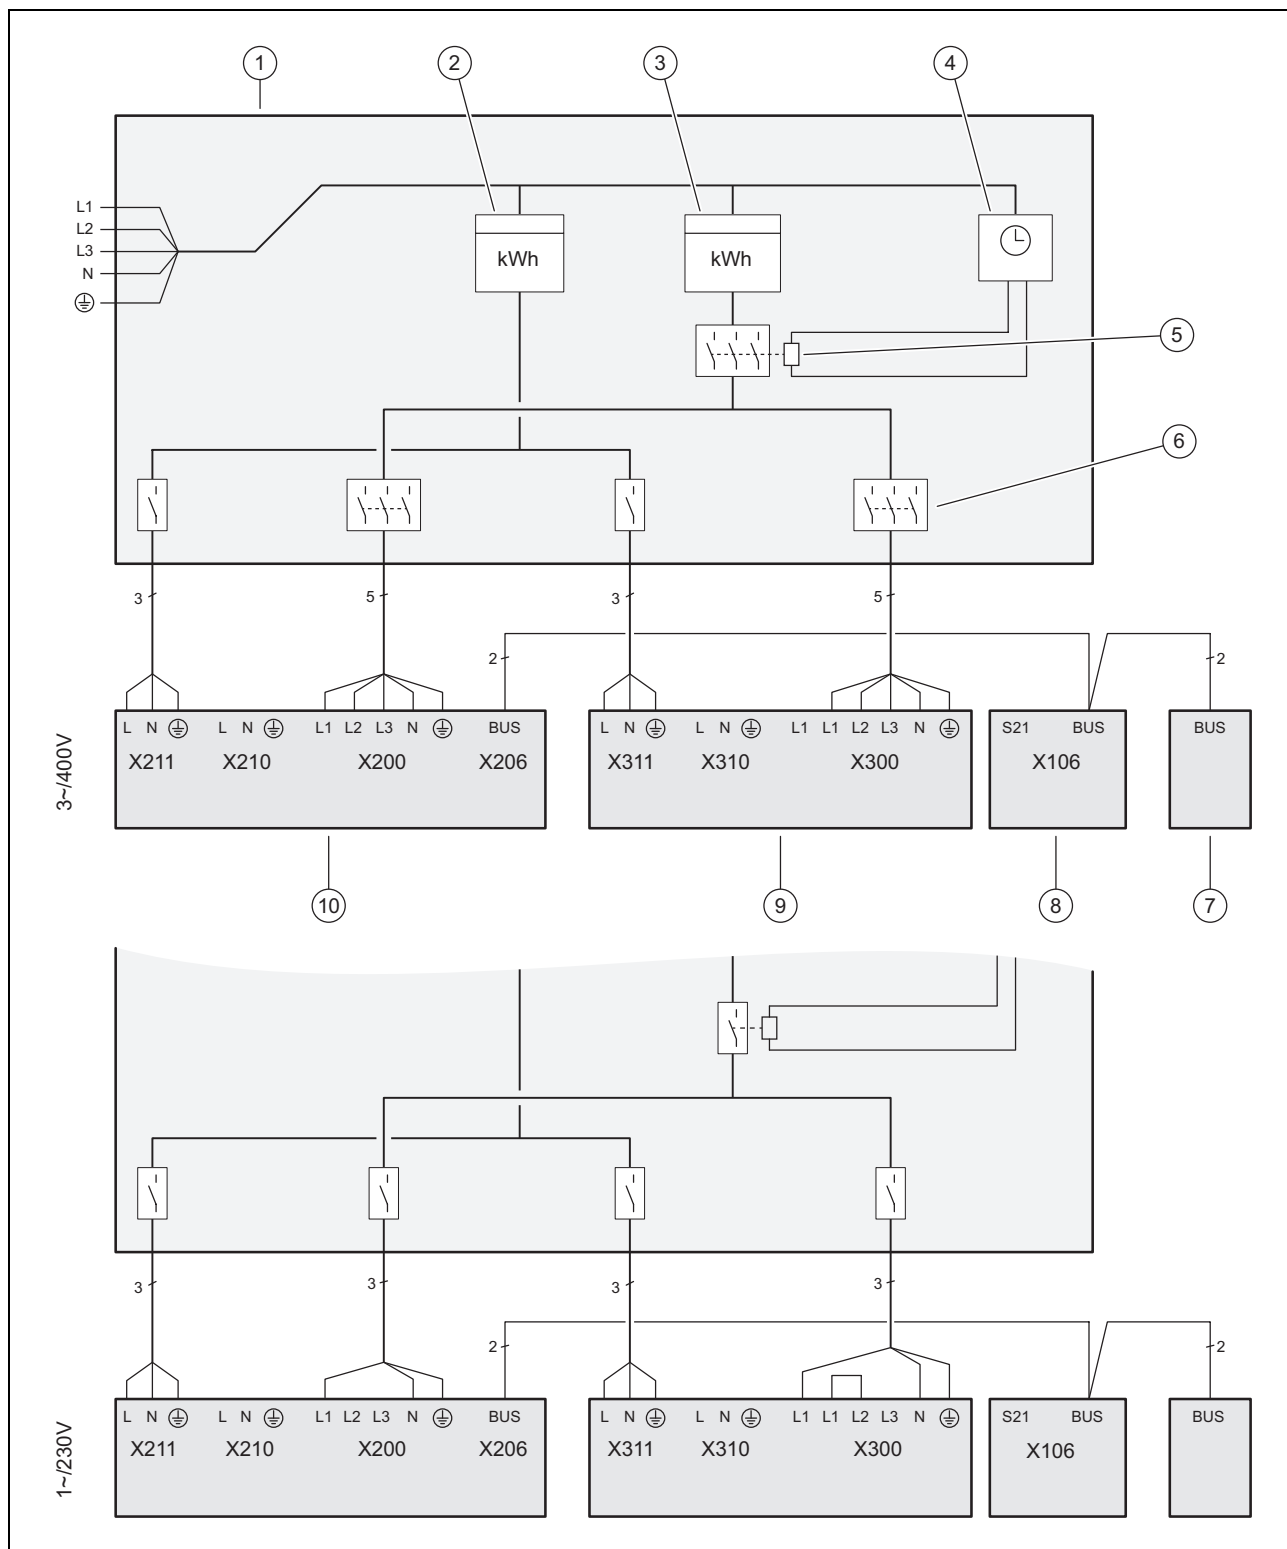 1 2 3 4
L1
L2
L3
N
kWh kWh
5
6
3 5 3 5
2 2
L N L N L1 L2 L3 N BUS L N L N L1 L1 L2 L3 N S21 BUS BUS
X211 X210 X200 X206 X311 X310 X300 X106
3~/400V
10 9 8 7
3 3 3 3
2 2
L N L N L1 L2 L3 N BUS L N L N L1 L1 L2 L3 N S21 BUS BUS
X211 X210 X200 X206 X311 X310 X300 X106
1~/230V